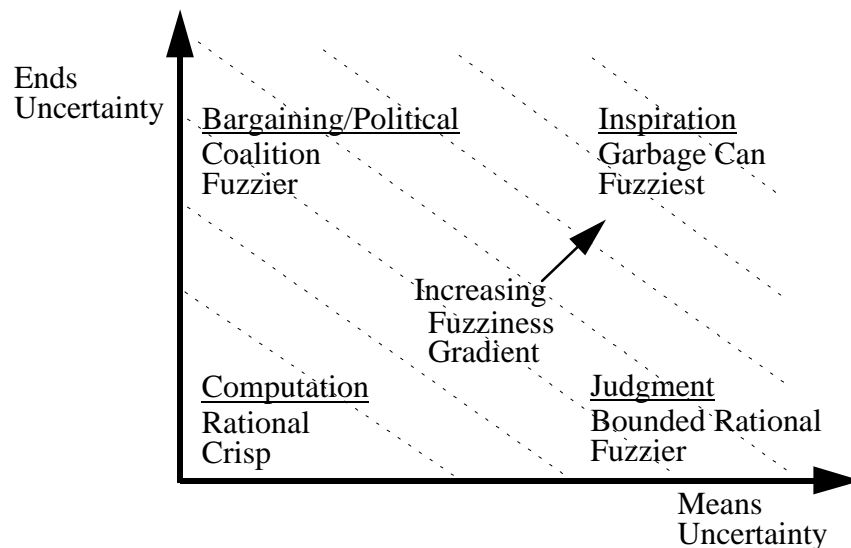 Ends
Uncertainty
Bargaining/Political
Coalition
Fuzzier
Inspiration
Garbage Can
Fuzziest
Increasing
Fuzziness
Gradient
Computation
Rational
Crisp
Judgment
Bounded Rational
Fuzzier
Means
Uncertainty